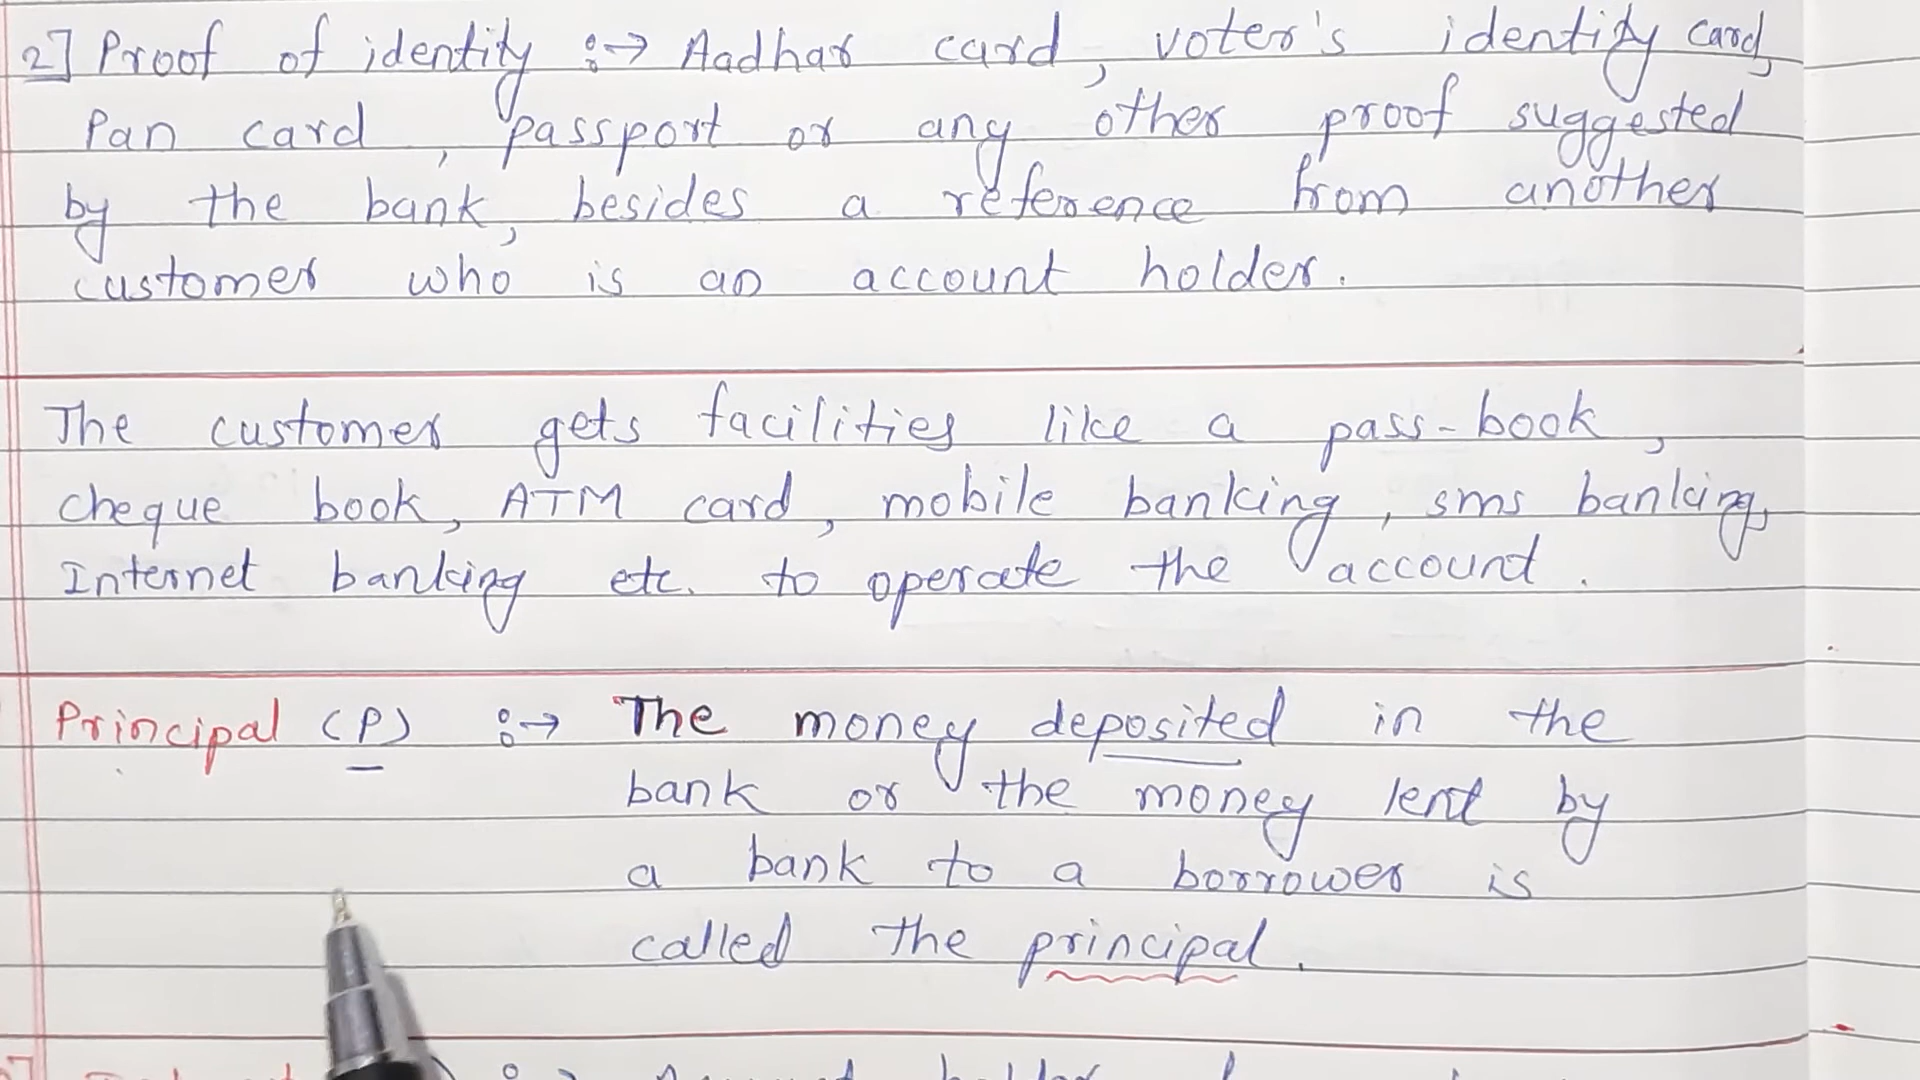 2] Proof of identity :→ Aadhar card, voter's identity card,
Pan card, passport or any other proof suggested
by the bank, besides a reference from another
customer who is an account holder.
The customer gets facilities like a pass-book,
cheque book, ATM card, mobile banking, sms banking,
Internet banking etc. to operate the account.
Principal (P) :→ The money deposited in the
bank or the money lent by
a bank to a borrower is
called the principal.